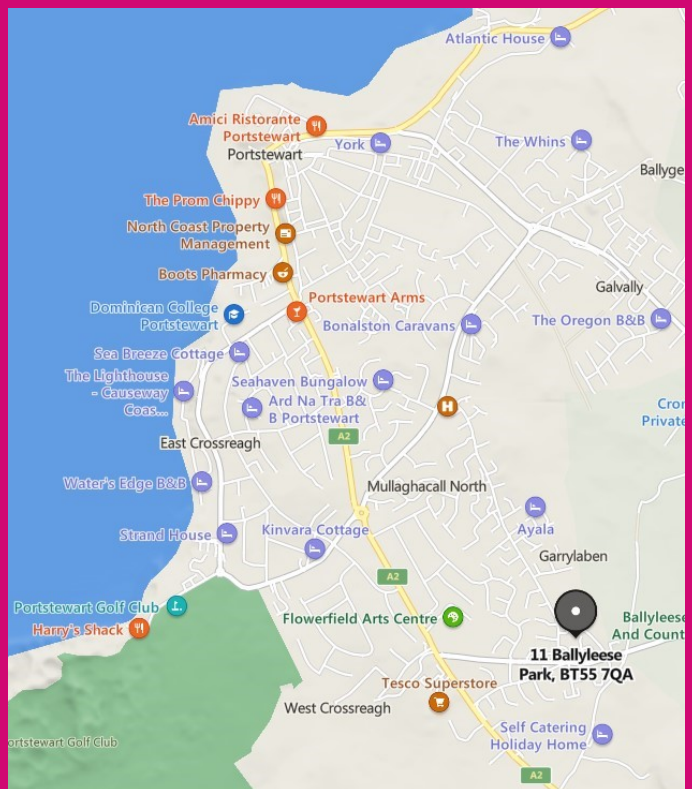 Atlantic House
Amici Ristorante
Portstewart
York
The Whins
Portstewart
Ballyge
The Prom Chippy
North Coast Property
Management
Boots Pharmacy
Galvally
Portstewart Arms
Dominican College
Portstewart
Bonalston Caravans
The Oregon B&B
Sea Breeze Cottage
The Lighthouse
- Causeway
Coas...
Seahaven Bungalow
Ard Na Tra B&
B Portstewart
H
Cror
Private
A2
East Crossreagh
Water's Edge B&B
Mullaghacall North
Strand House
Kinvara Cottage
Ayala
Garrylaben
A2
Portstewart Golf Club
Harry's Shack
Flowerfield Arts Centre
Ballyleese
And Count
11 Ballyleese
Park, BT55 7QA
Tesco Superstore
West Crossreagh
Self Catering
Holiday Home
ortstewart Golf Club
A2